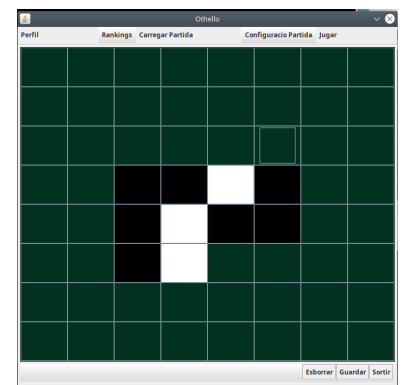 Othello
Perfil Rankings Carregar Partida Configuracio Partida Jugar
Esborrar Guardar Sortir